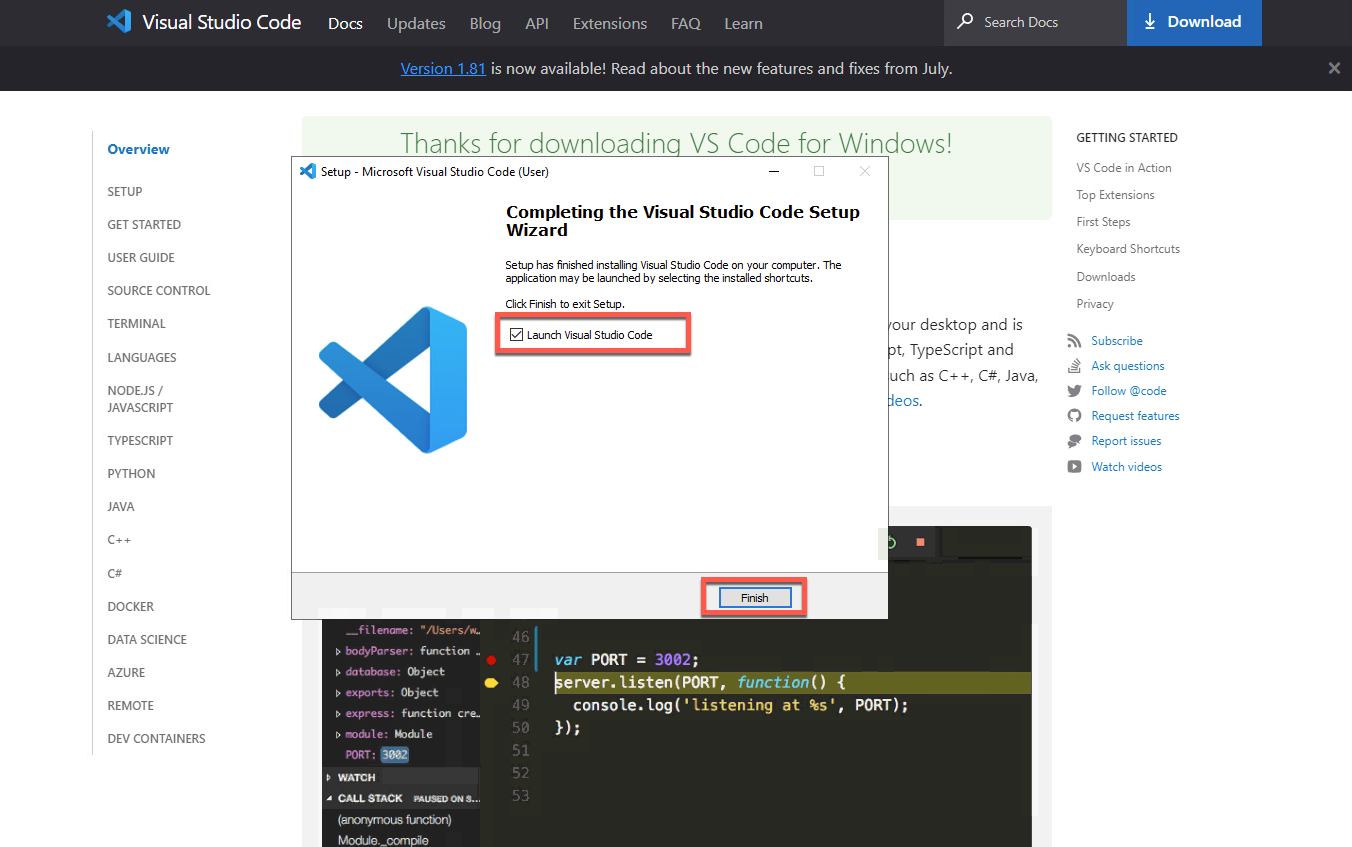 Visual Studio Code Docs Updates Blog API Extensions FAQ Learn Search Docs Download
Version 1.81 is now available! Read about the new features and fixes from July.
Overview
SETUP
GET STARTED
USER GUIDE
SOURCE CONTROL
TERMINAL
LANGUAGES
NODE.JS /
JAVASCRIPT
TYPESCRIPT
PYTHON
JAVA
C++
C#
DOCKER
DATA SCIENCE
AZURE
REMOTE
DEV CONTAINERS
Thanks for downloading VS Code for Windows!
Setup - Microsoft Visual Studio Code (User)
Completing the Visual Studio Code Setup
Wizard
Setup has finished installing Visual Studio Code on your computer. The
application may be launched by selecting the installed shortcuts.
Click Finish to exit Setup.
Launch Visual Studio Code
Finish
your desktop and is
pt, TypeScript and
uch as C++, C#, Java,
deos.
__filename: "/Users/w…
bodyParser: function …
database: Object
exports: Object
express: function cre…
module: Module
PORT: 3002
WATCH
CALL STACK PAUSED ON S…
(anonymous function)
Module._compile
46
47 var PORT = 3002;
48 server.listen(PORT, function() {
49 console.log('listening at %s', PORT);
50 });
51
52
53
GETTING STARTED
VS Code in Action
Top Extensions
First Steps
Keyboard Shortcuts
Downloads
Privacy
Subscribe
Ask questions
Follow @code
Request features
Report issues
Watch videos